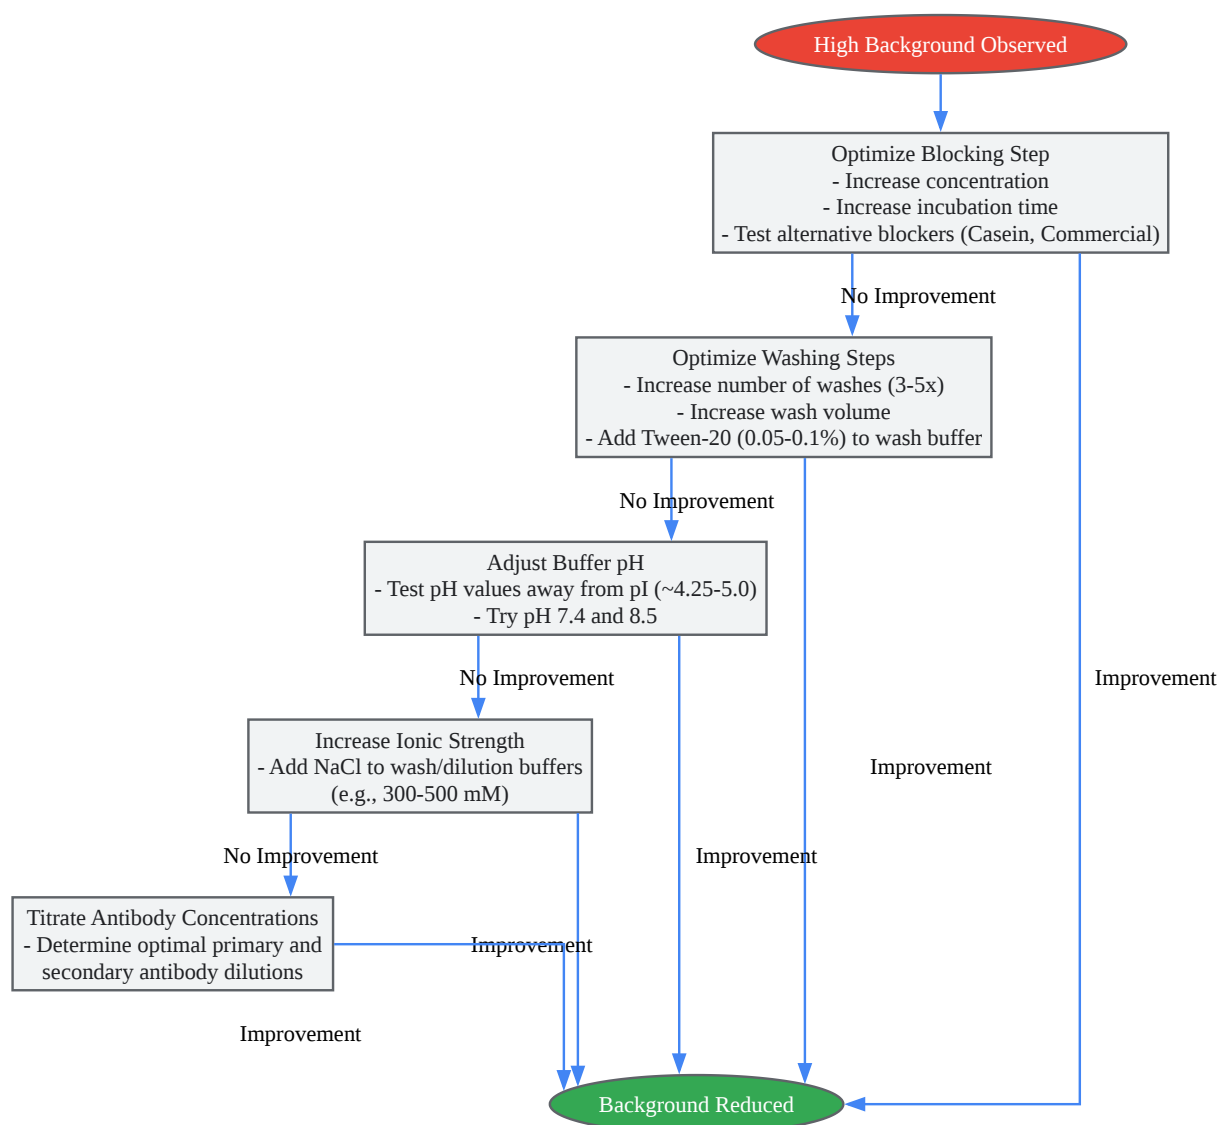 High Background Observed
Optimize Blocking Step
- Increase concentration
- Increase incubation time
- Test alternative blockers (Casein, Commercial)
No Improvement
Optimize Washing Steps
- Increase number of washes (3-5x)
- Increase wash volume
- Add Tween-20 (0.05-0.1%) to wash buffer
No Improvement
Adjust Buffer pH
- Test pH values away from pI (~4.25-5.0)
- Try pH 7.4 and 8.5
No Improvement
Improvement
Increase Ionic Strength
- Add NaCl to wash/dilution buffers
(e.g., 300-500 mM)
Improvement
No Improvement
Improvement
Titrate Antibody Concentrations
- Determine optimal primary and
secondary antibody dilutions
Improvement
Improvement
Background Reduced